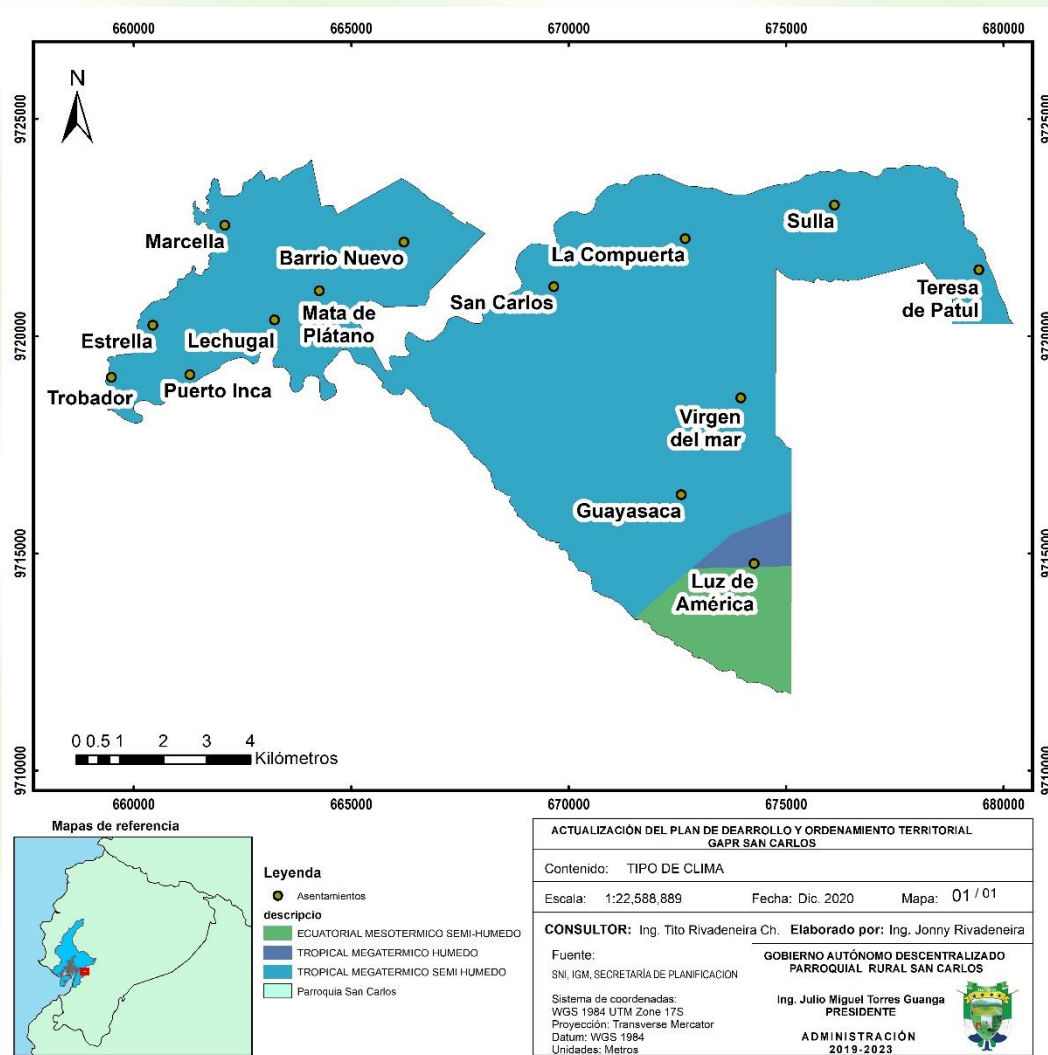 660000 665000 670000 675000 680000
N
9725000 9725000
Sulla
Marcella
Barrio Nuevo
La Compuerta
Teresa
de Patul
San Carlos
Mata de
Plátano
Estrella
Lechugal
9720000 9720000
Trobador
Puerto Inca
Virgen
del mar
Guayasaca
9715000 9715000
Luz de
América
0 0.5 1 2 3 4
Kilómetros
9710000 9710000
660000 665000 670000 675000 680000
Mapas de referencia
Leyenda
Asentamientos
descripcio
ECUATORIAL MESOTERMICO SEMI-HUMEDO
TROPICAL MEGATERMICO HUMEDO
TROPICAL MEGATERMICO SEMI HUMEDO
Parroquia San Carlos
ACTUALIZACIÓN DEL PLAN DE DEARROLLO Y ORDENAMIENTO TERRITORIAL
GAPR SAN CARLOS
Contenido: TIPO DE CLIMA
Escala: 1:22,588,889 Fecha: Dic. 2020 Mapa: 01 / 01
CONSULTOR: Ing. Tito Rivadeneira Ch. Elaborado por: Ing. Jonny Rivadeneira
Fuente:
SNI, IGM, SECRETARÍA DE PLANIFICACION
Sistema de coordenadas:
WGS 1984 UTM Zone 17S
Proyección: Transverse Mercator
Datum: WGS 1984
Unidades: Metros
GOBIERNO AUTÓNOMO DESCENTRALIZADO
PARROQUIAL RURAL SAN CARLOS
Ing. Julio Miguel Torres Guanga
PRESIDENTE
ADMINISTRACIÓN
2019-2023